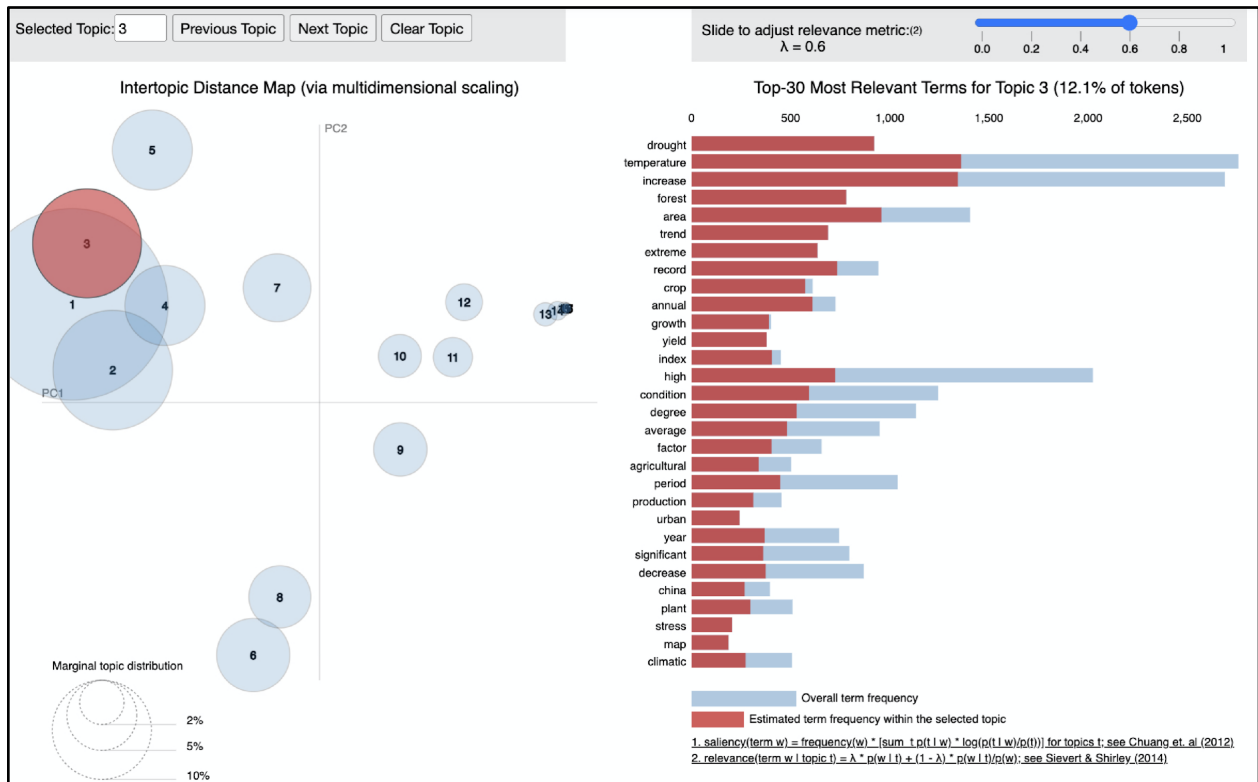 Selected Topic: 3 Previous Topic Next Topic Clear Topic
Slide to adjust relevance metric:(2)
λ = 0.6
0.0 0.2 0.4 0.6 0.8 1
Intertopic Distance Map (via multidimensional scaling)
PC2
PC1
5
3
1
4
7
2
12
13
14
10
11
9
8
6
Marginal topic distribution
2%
5%
10%
Top-30 Most Relevant Terms for Topic 3 (12.1% of tokens)
0 500 1,000 1,500 2,000 2,500
drought
temperature
increase
forest
area
trend
extreme
record
crop
annual
growth
yield
index
high
condition
degree
average
factor
agricultural
period
production
urban
year
significant
decrease
china
plant
stress
map
climatic
Overall term frequency
Estimated term frequency within the selected topic
1. saliency(term w) = frequency(w) * [sum_t p(t | w) * log(p(t | w)/p(t))] for topics t; see Chuang et. al (2012)
2. relevance(term w | topic t) = λ * p(w | t) + (1 - λ) * p(w | t)/p(w); see Sievert & Shirley (2014)